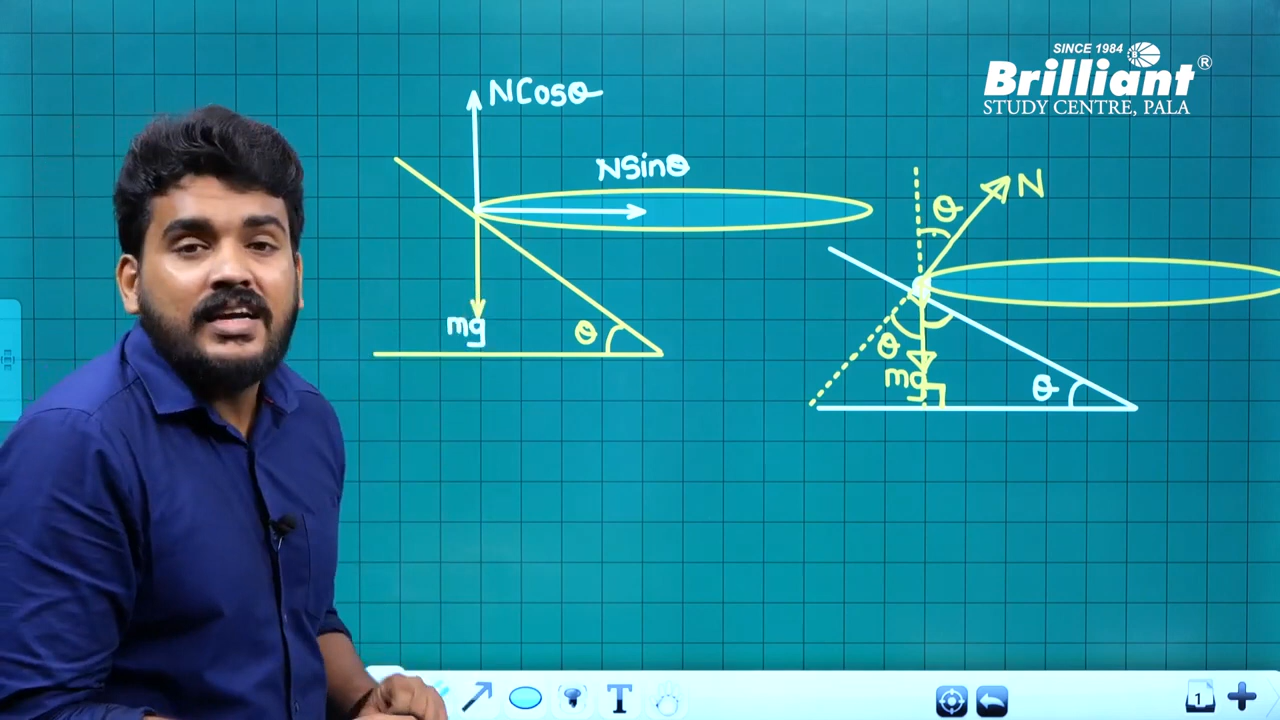 SINCE 1984
Brilliant®
STUDY CENTRE, PALA
NCosθ
NSinθ
mg
θ
N
θ
θ
mg
θ
T
1